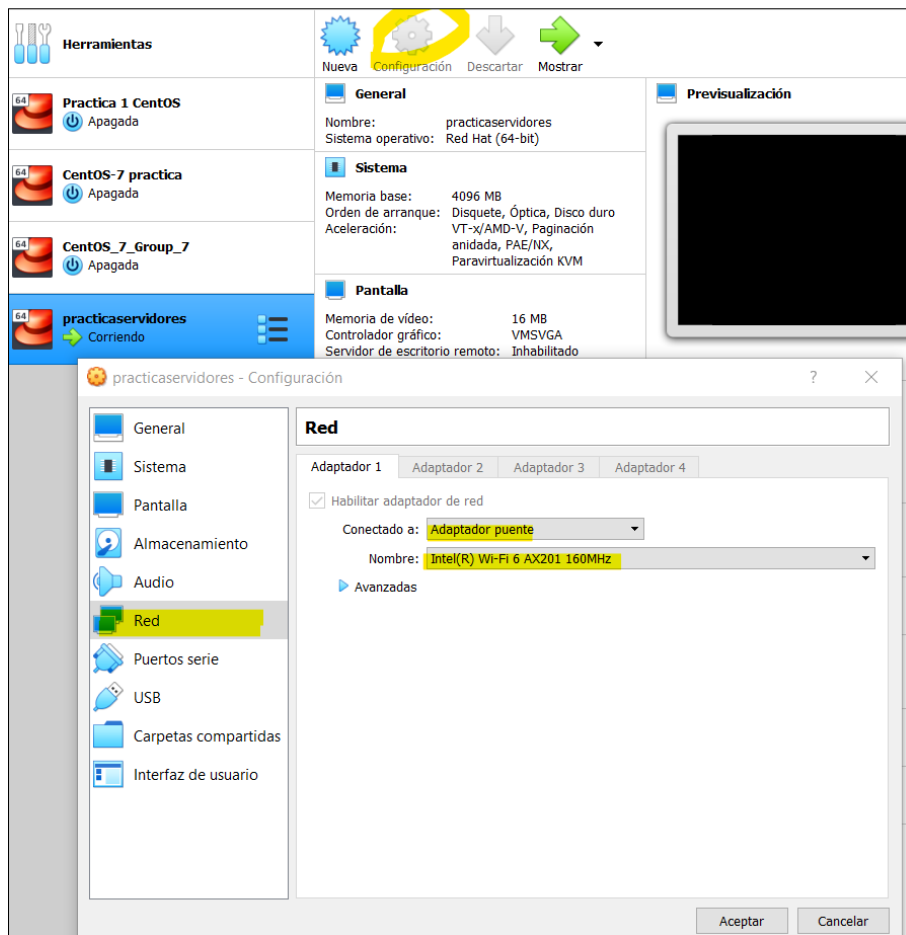 Herramientas
Nueva Configuración Descartar Mostrar
64 Practica 1 CentOS
Apagada
64 CentOS-7 practica
Apagada
64 CentOS_7_Group_7
Apagada
64 practicaservidores
Corriendo
General
Nombre: practicaservidores
Sistema operativo: Red Hat (64-bit)
Sistema
Memoria base: 4096 MB
Orden de arranque: Disquete, Óptica, Disco duro
Aceleración: VT-x/AMD-V, Paginación
anidada, PAE/NX,
Paravirtualización KVM
Pantalla
Memoria de vídeo: 16 MB
Controlador gráfico: VMSVGA
Servidor de escritorio remoto: Inhabilitado
Previsualización
practicaservidores - Configuración ?
General
Sistema
Pantalla
Almacenamiento
Audio
Red
Puertos serie
USB
Carpetas compartidas
Interfaz de usuario
Red
Adaptador 1 Adaptador 2 Adaptador 3 Adaptador 4
Habilitar adaptador de red
Conectado a: Adaptador puente
Nombre: Intel(R) Wi-Fi 6 AX201 160MHz
Avanzadas
Aceptar Cancelar